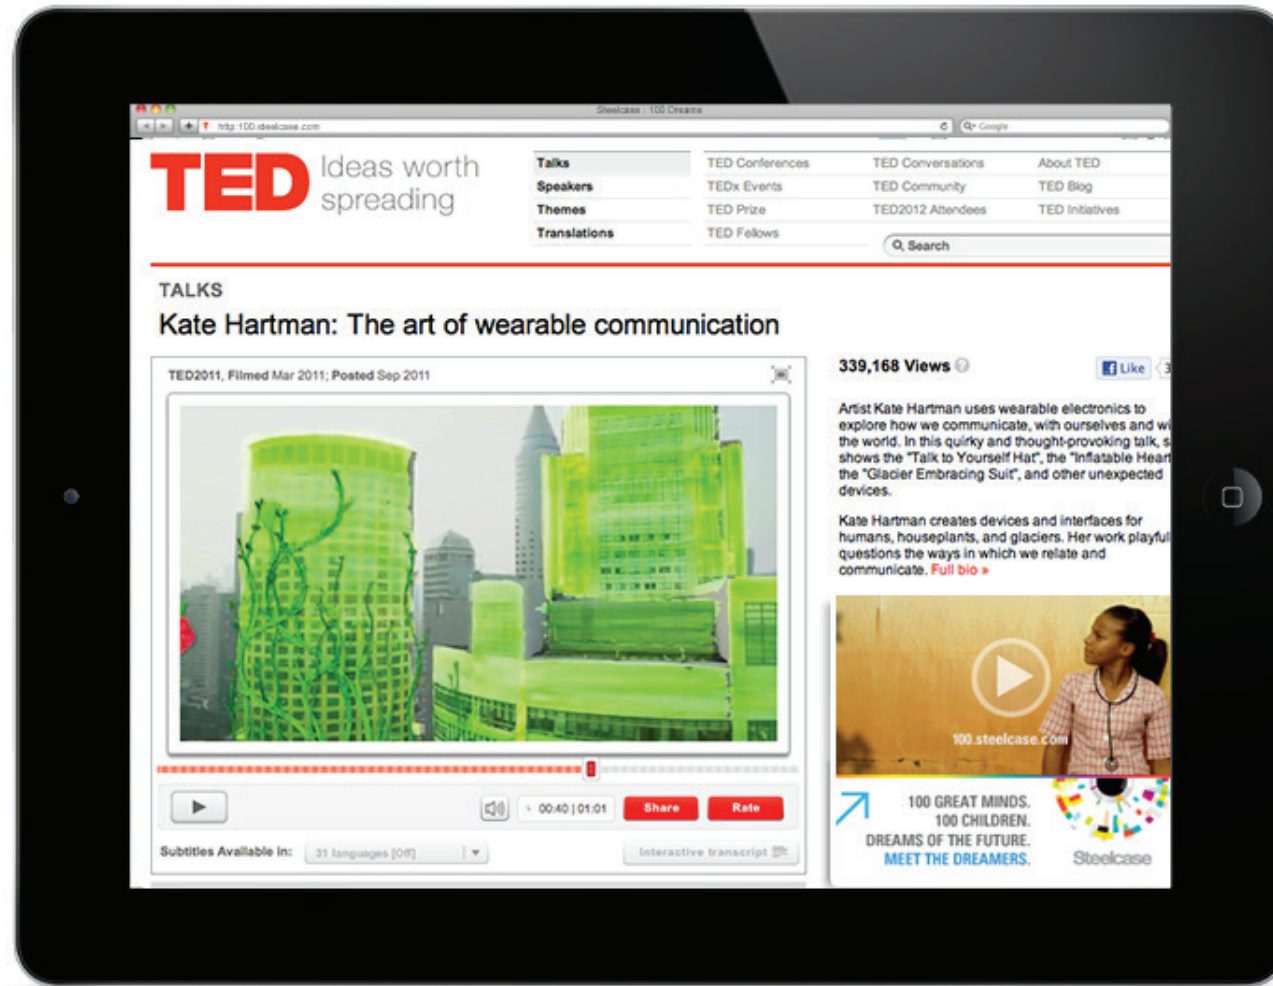 Steelcase : 100 Dreams
http:100.steelcase.com
Google
TED Ideas worth
spreading
Talks
Speakers
Themes
Translations
TED Conferences
TEDx Events
TED Prize
TED Fellows
TED Conversations
TED Community
TED2012 Attendees
About TED
TED Blog
TED Initiatives
Search
TALKS
Kate Hartman: The art of wearable communication
TED2011, Filmed Mar 2011; Posted Sep 2011
00:40 | 01:01
Share
Rate
Subtitles Available in:
31 languages [Off]
Interactive transcript
339,168 Views
Like
3
Artist Kate Hartman uses wearable electronics to
explore how we communicate, with ourselves and wi
the world. In this quirky and thought-provoking talk, s
shows the "Talk to Yourself Hat", the "Inflatable Heart
the "Glacier Embracing Suit", and other unexpected
devices.
Kate Hartman creates devices and interfaces for
humans, houseplants, and glaciers. Her work playful
questions the ways in which we relate and
communicate. Full bio »
100.steelcase.com
100 GREAT MINDS.
100 CHILDREN.
DREAMS OF THE FUTURE.
MEET THE DREAMERS.
Steelcase